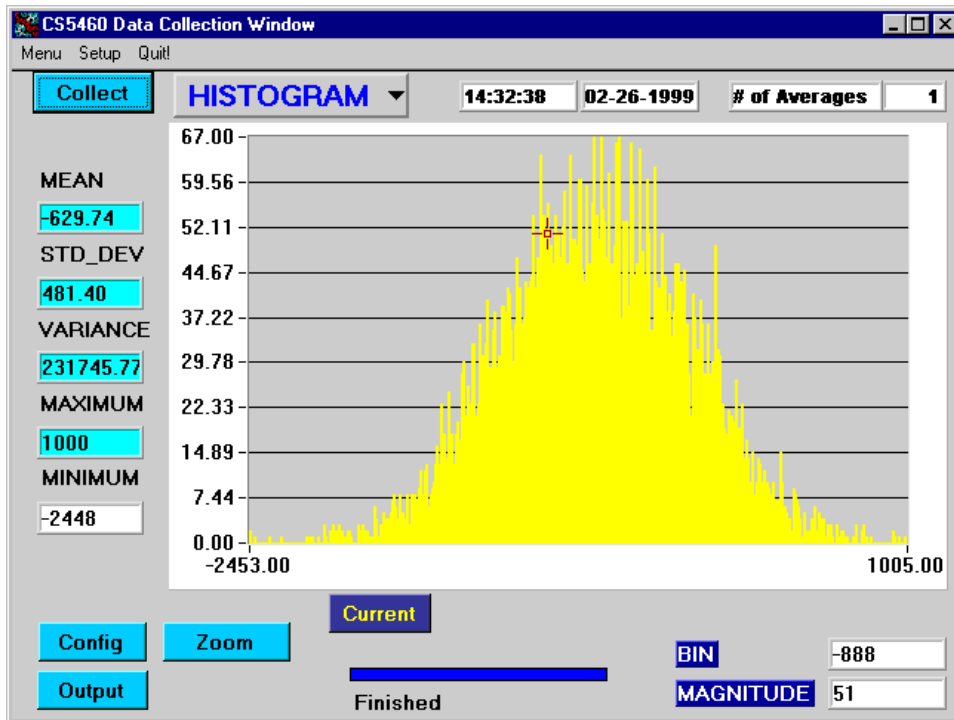 CS5460 Data Collection Window
Menu Setup Quit!
Collect HISTOGRAM 14:32:38 02-26-1999 # of Averages 1
MEAN
-629.74
STD_DEV
481.40
VARIANCE
231745.77
MAXIMUM
1000
MINIMUM
-2448
67.00
59.56
52.11
44.67
37.22
29.78
22.33
14.89
7.44
0.00
-2453.00 1005.00
Current
Config Zoom
Output
Finished
BIN -888
MAGNITUDE 51